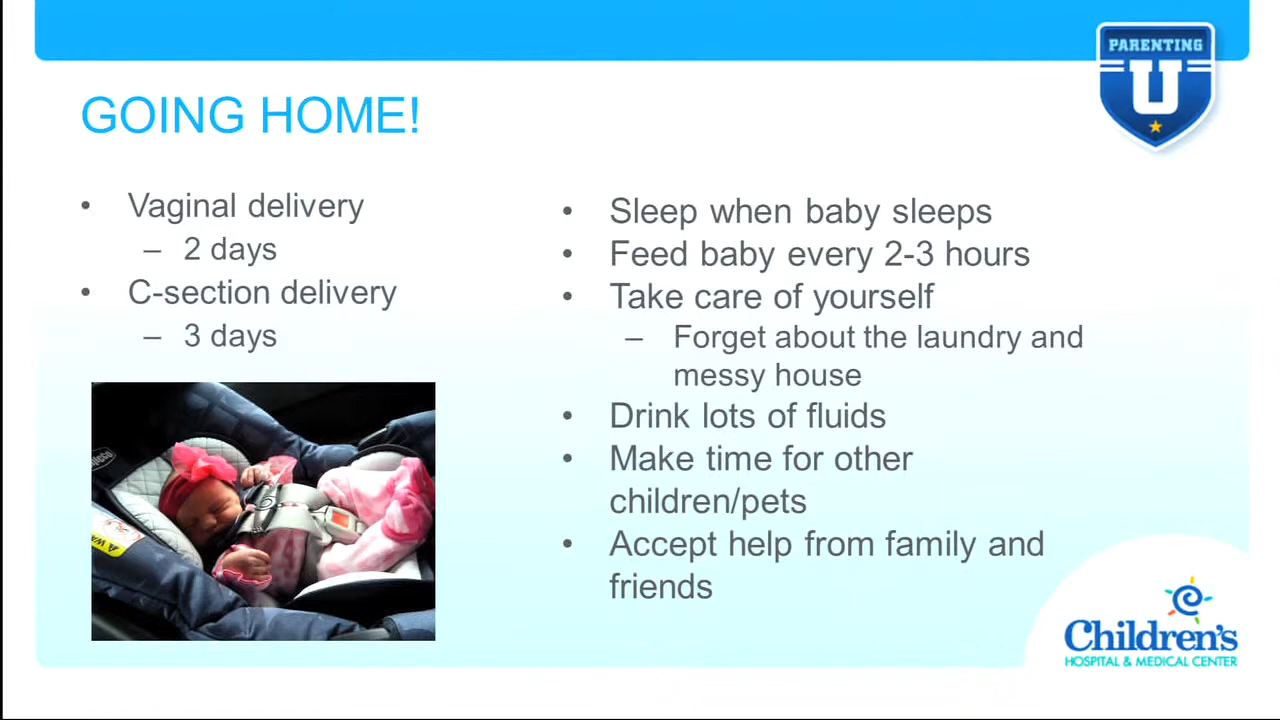 PARENTING
U
GOING HOME!
• Vaginal delivery
– 2 days
• C-section delivery
– 3 days
• Sleep when baby sleeps
• Feed baby every 2-3 hours
• Take care of yourself
– Forget about the laundry and
messy house
• Drink lots of fluids
• Make time for other
children/pets
• Accept help from family and
friends
Children's
HOSPITAL & MEDICAL CENTER